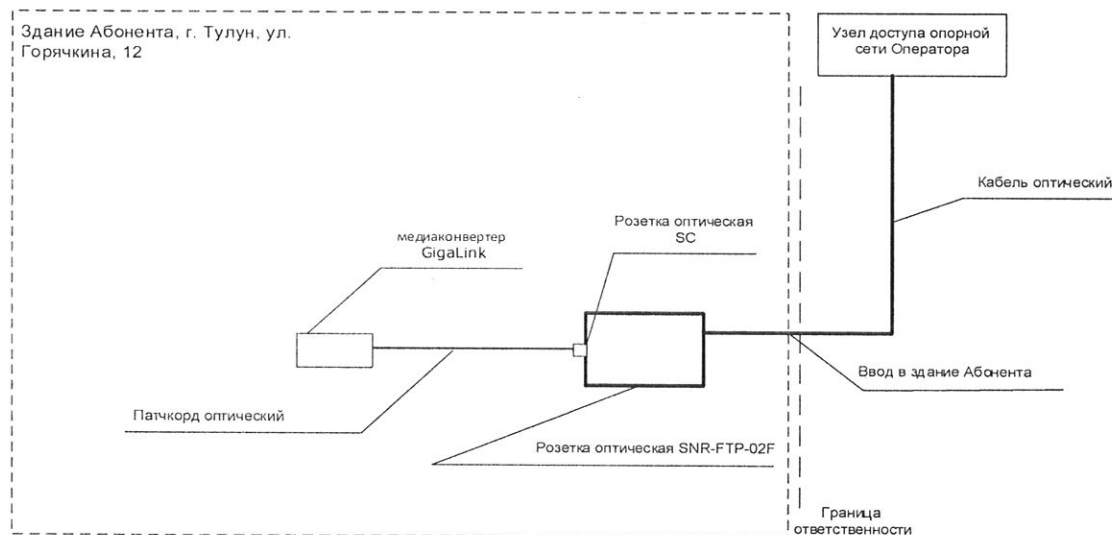 Здание Абонента, г. Тулун, ул.
Горячкина, 12
Узел доступа опорной
сети Оператора
Кабель оптический
Розетка оптическая
SC
медиаконвертер
GigaLink
Ввод в здание Абонента
Патчкорд оптический
Розетка оптическая SNR-FTP-02F
Граница
ответственности